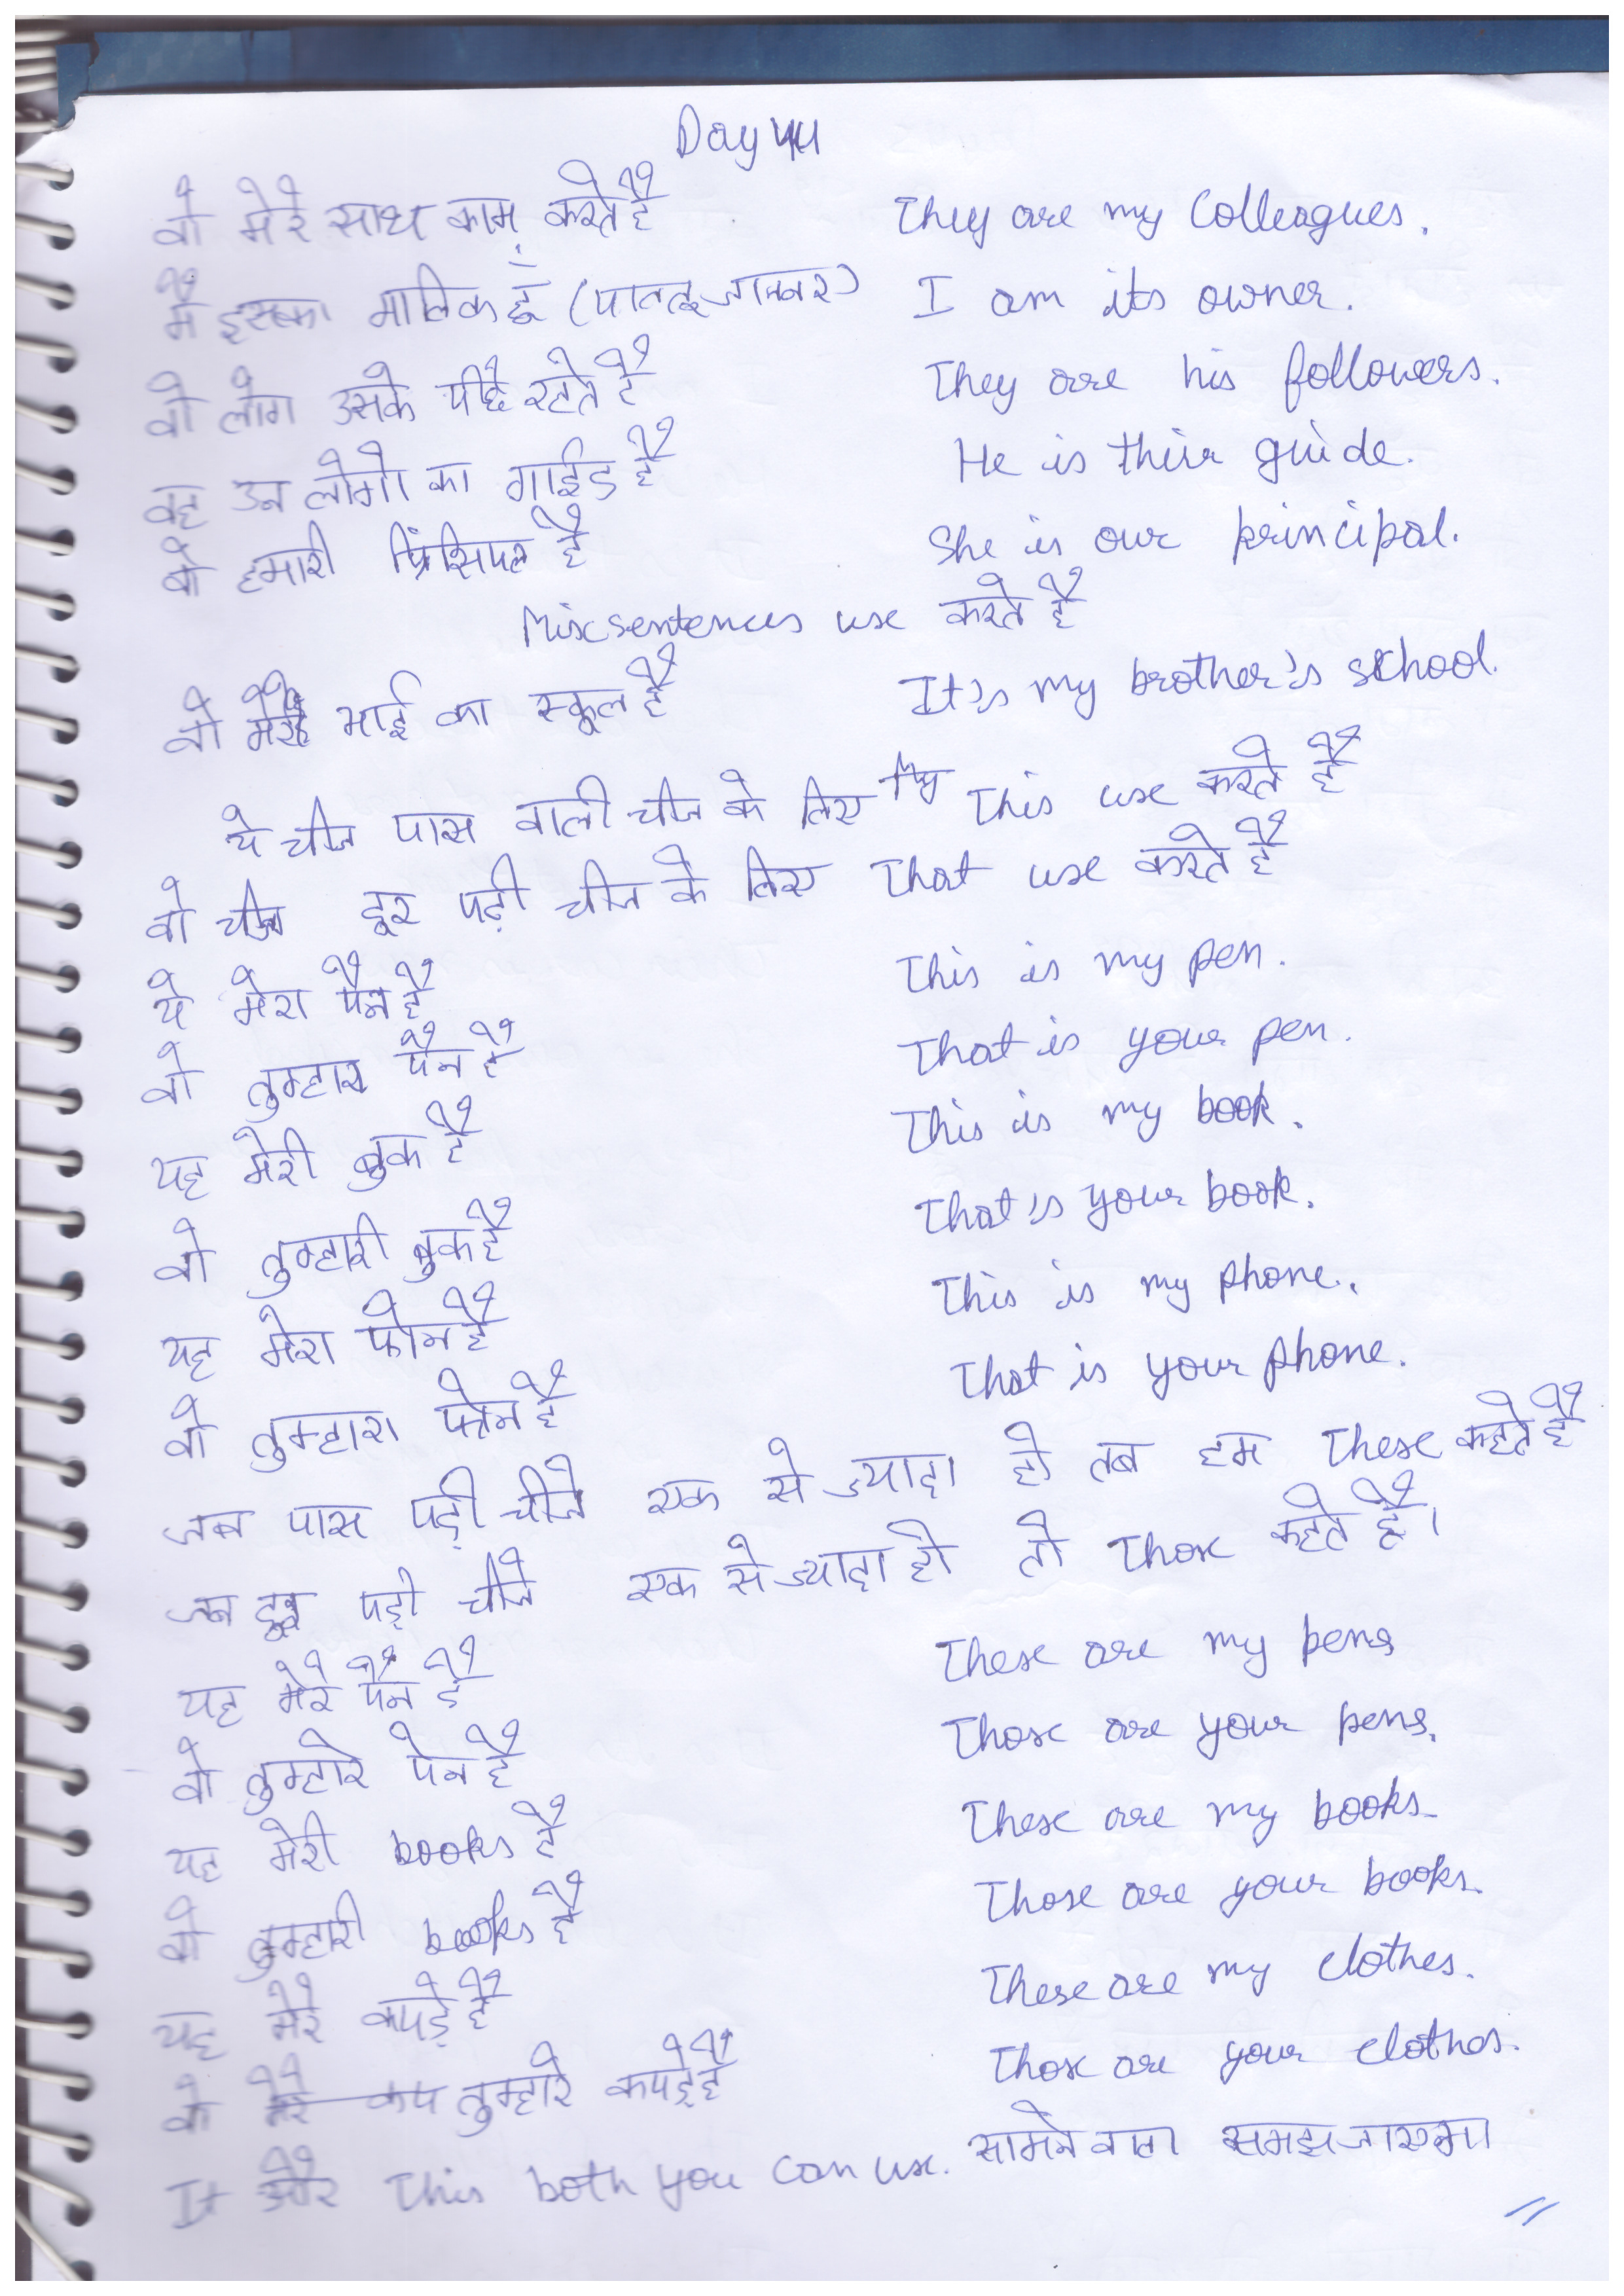 Day 44
वो मेरे साथ काम करते है They are my Colleagues.
मैं इसका मालिक हूँ (पालतू जानवर) I am its owner.
वो लोग उसके पीछे रहते है They are his followers.
वह उन लोगो का गाईड है He is thier guide.
वो हमारी प्रिंसिपल है She is our principal.
Misc sentences use करते है
वो मेरे भाई का स्कूल है It's my brother's school.
ये चीज पास वाली चीज के लिए This use करते है
वो चीज दूर पड़ी चीज के लिए That use करते है
ये मेरा पैन है This is my pen.
वो तुम्हारा पैन है That is your pen.
यह मेरी बुक है This is my book.
वो तुम्हारी बुक है That's your book.
यह मेरा फोन है This is my phone.
वो तुम्हारा फोन है That is your phone.
जब पास पड़ी चीजे एक से ज्यादा हो तब हम These कहते है
जब दूर पड़ी चीजे एक से ज्यादा हो तो Those कहते है।
यह मेरे पैन है These are my pens
वो तुम्हारे पेन है Those are your pens.
यह मेरी books है These are my books.
वो तुम्हारी books है Those are your books.
यह मेरे कपड़े है These are my clothes.
वो तुम्हारे कपड़े है Those are your clothes.
It और This both you can use. सामने वाला समझ जाएगा